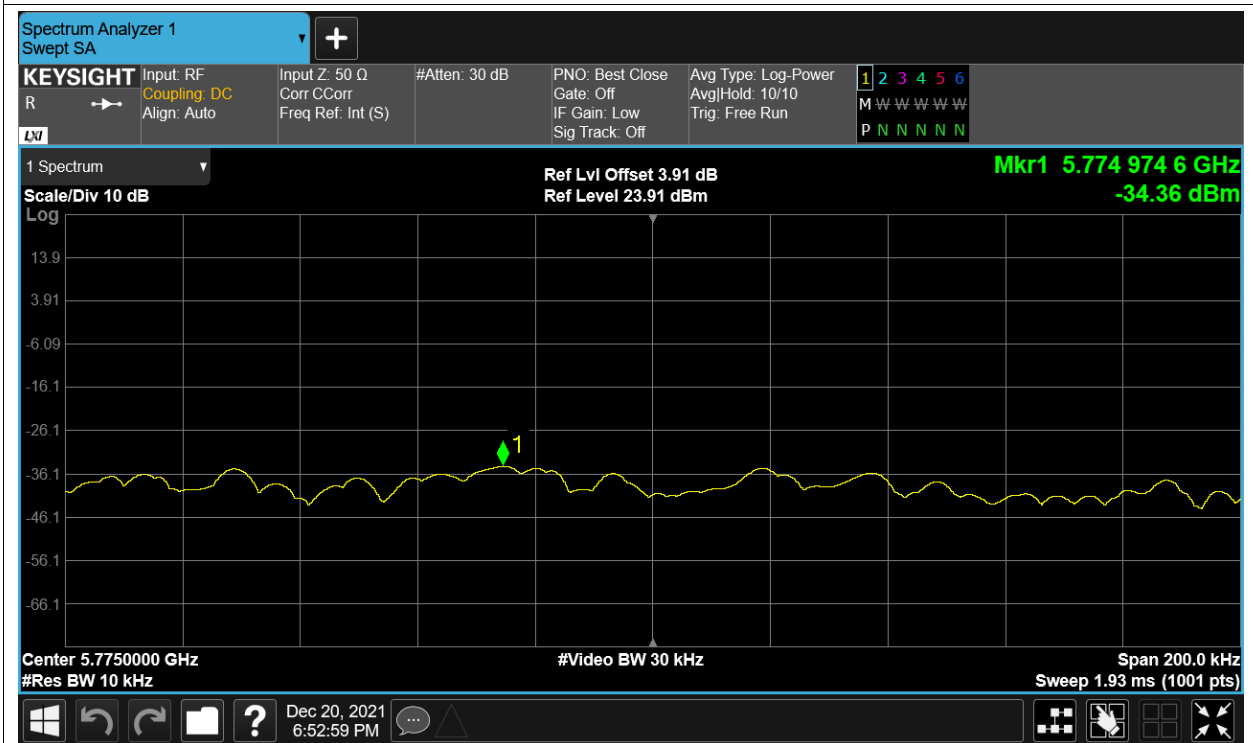 Spectrum Analyzer 1
Swept SA
KEYSIGHT
R
LXI
Input: RF
Coupling: DC
Align: Auto
Input Z: 50 Ω
Corr CCorr
Freq Ref: Int (S)
#Atten: 30 dB
PNO: Best Close
Gate: Off
IF Gain: Low
Sig Track: Off
Avg Type: Log-Power
Avg|Hold: 10/10
Trig: Free Run
1 2 3 4 5 6
M W W W W W
P N N N N N
1 Spectrum
Scale/Div 10 dB
Log
Ref Lvl Offset 3.91 dB
Ref Level 23.91 dBm
Mkr1 5.774 974 6 GHz
-34.36 dBm
13.9
3.91
-6.09
-16.1
-26.1
-36.1
-46.1
-56.1
-66.1
1
Center 5.7750000 GHz
#Res BW 10 kHz
#Video BW 30 kHz
Span 200.0 kHz
Sweep 1.93 ms (1001 pts)
?
Dec 20, 2021
6:52:59 PM